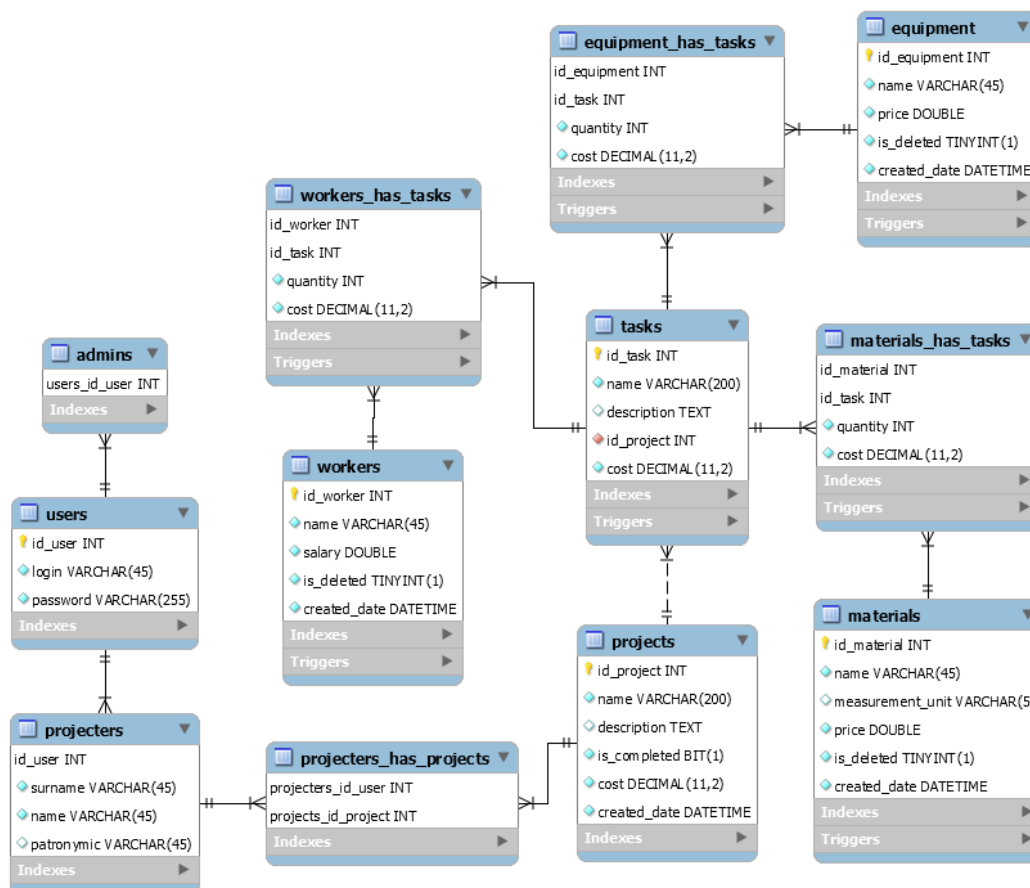 equipment_has_tasks
id_equipment INT
id_task INT
quantity INT
cost DECIMAL(11,2)
Indexes
Triggers
equipment
id_equipment INT
name VARCHAR(45)
price DOUBLE
is_deleted TINYINT(1)
created_date DATETIME
Indexes
Triggers
workers_has_tasks
id_worker INT
id_task INT
quantity INT
cost DECIMAL(11,2)
Indexes
Triggers
tasks
id_task INT
name VARCHAR(200)
description TEXT
id_project INT
cost DECIMAL(11,2)
Indexes
Triggers
materials_has_tasks
id_material INT
id_task INT
quantity INT
cost DECIMAL(11,2)
Indexes
Triggers
admins
users_id_user INT
Indexes
workers
id_worker INT
name VARCHAR(45)
salary DOUBLE
is_deleted TINYINT(1)
created_date DATETIME
Indexes
Triggers
users
id_user INT
login VARCHAR(45)
password VARCHAR(255)
Indexes
materials
id_material INT
name VARCHAR(45)
measurement_unit VARCHAR(5
price DOUBLE
is_deleted TINYINT(1)
created_date DATETIME
Indexes
Triggers
projects
id_project INT
name VARCHAR(200)
description TEXT
is_completed BIT(1)
cost DECIMAL(11,2)
created_date DATETIME
Indexes
projecters
id_user INT
surname VARCHAR(45)
name VARCHAR(45)
patronymic VARCHAR(45)
Indexes
projecters_has_projects
projecters_id_user INT
projects_id_project INT
Indexes